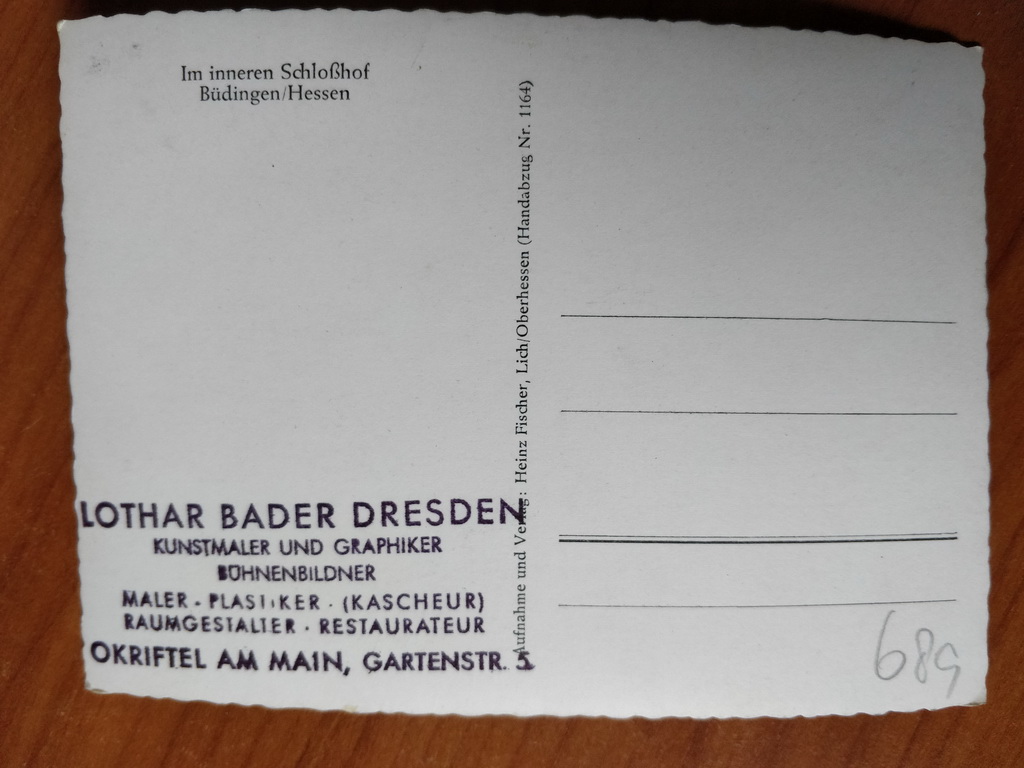 Im inneren Schloßhof
Büdingen/Hessen
Aufnahme und Verlag: Heinz Fischer, Lich/Oberhessen (Handabzug Nr. 1164)
LOTHAR BADER DRESDEN
KUNSTMALER UND GRAPHIKER
BÜHNENBILDNER
MALER - PLASTIKER - (KASCHEUR)
RAUMGESTALTER · RESTAURATEUR
OKRIFTEL AM MAIN, GARTENSTR. 5
689